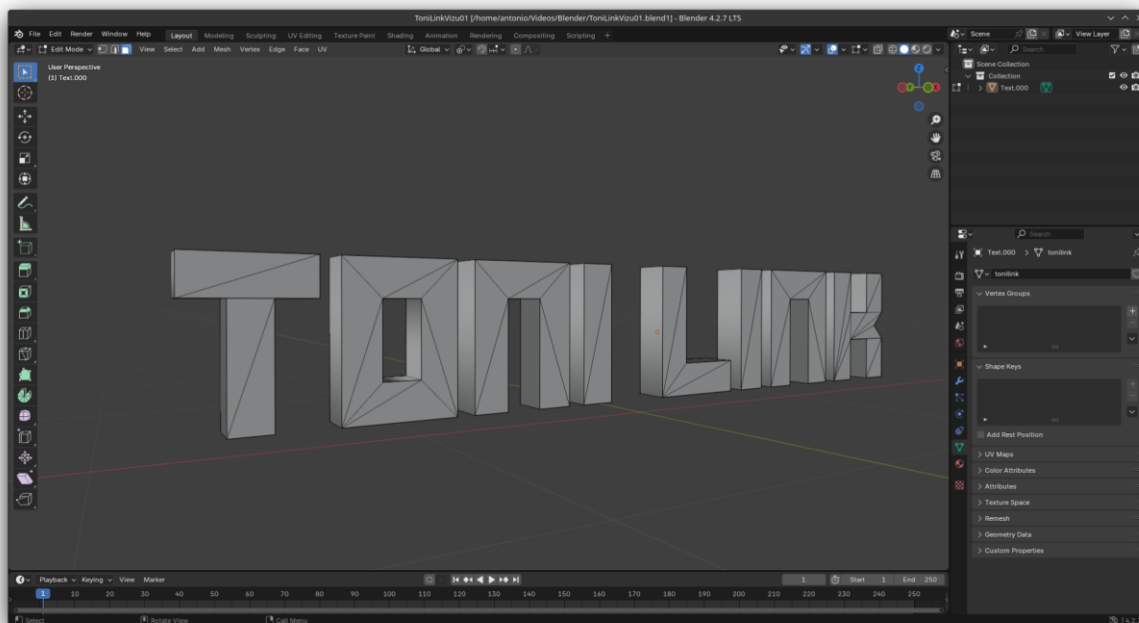 ToniLinkVizu01 [/home/antonio/Videos/Blender/ToniLinkVizu01.blend1] - Blender 4.2.7 LTS
File Edit Render Window Help Layout Modeling Sculpting UV Editing Texture Paint Shading Animation Rendering Compositing Scripting + Scene View Layer
Edit Mode View Select Add Mesh Vertex Edge Face UV Global Search
User Perspective
(1) Text.000
Scene Collection
Collection
Text.000
Z
Y
TONI LINK
Search
Text.000 > tonilink
tonilink
Vertex Groups
Shape Keys
Add Rest Position
UV Maps
Color Attributes
Attributes
Texture Space
Remesh
Geometry Data
Custom Properties
Playback Keying View Marker 1 Start 1 End 250
1 10 20 30 40 50 60 70 80 90 100 110 120 130 140 150 160 170 180 190 200 210 220 230 240 250
Select Rotate View Call Menu